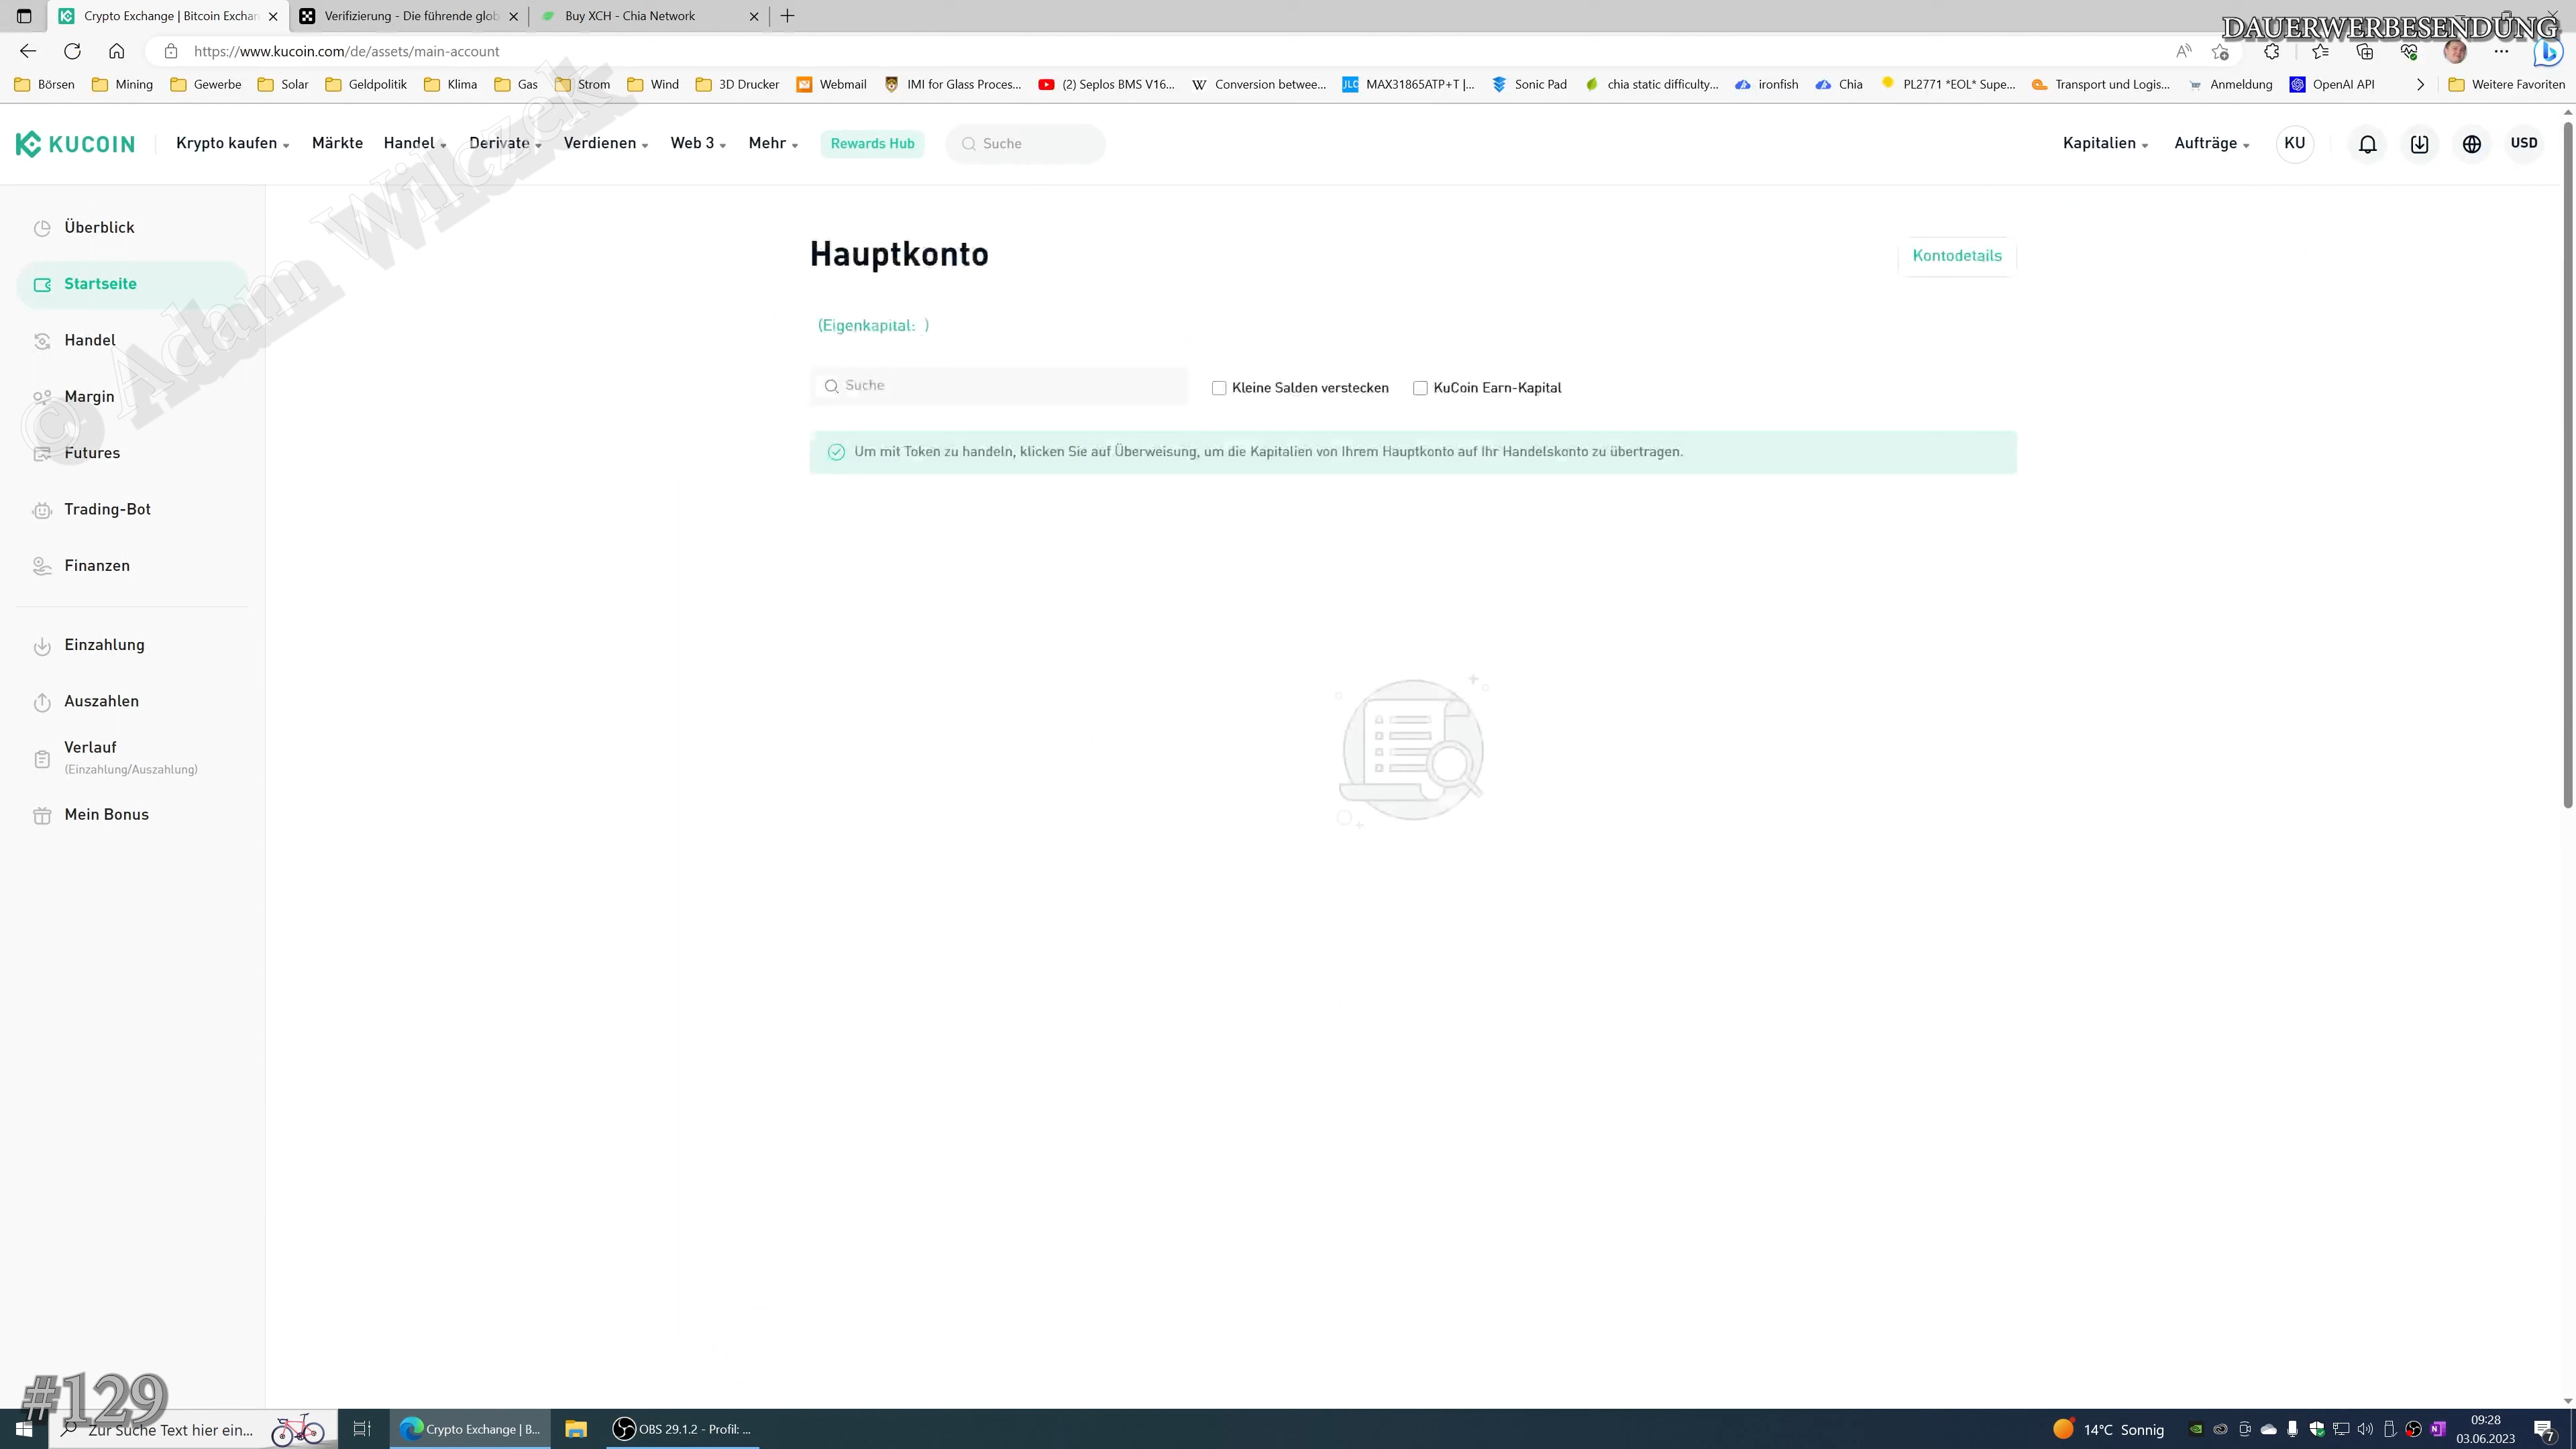 Crypto Exchange | Bitcoin Exchan
Verifizierung - Die führende glob
Buy XCH - Chia Network
DAUERWERBESENDUNG
https://www.kucoin.com/de/assets/main-account
Börsen
Mining
Gewerbe
Solar
Geldpolitik
Klima
Gas
Strom
Wind
3D Drucker
Webmail
IMI for Glass Proces...
(2) Seplos BMS V16...
Conversion betwee...
MAX31865ATP+T |...
Sonic Pad
chia static difficulty...
ironfish
Chia
PL2771 *EOL* Supe...
Transport und Logis...
Anmeldung
OpenAI API
Weitere Favoriten
KUCOIN
Krypto kaufen
Märkte
Handel
Derivate
Verdienen
Web 3
Mehr
Rewards Hub
Suche
Kapitalien
Aufträge
KU
USD
© Adam Wilczek
Überblick
Startseite
Handel
Margin
Futures
Trading-Bot
Finanzen
Einzahlung
Auszahlen
Verlauf
(Einzahlung/Auszahlung)
Mein Bonus
Hauptkonto
Kontodetails
(Eigenkapital: )
Suche
Kleine Salden verstecken
KuCoin Earn-Kapital
Um mit Token zu handeln, klicken Sie auf Überweisung, um die Kapitalien von Ihrem Hauptkonto auf Ihr Handelskonto zu übertragen.
#129
Zur Suche Text hier ein...
Crypto Exchange | B...
OBS 29.1.2 - Profil: ...
14°C Sonnig
09:28
03.06.2023
7